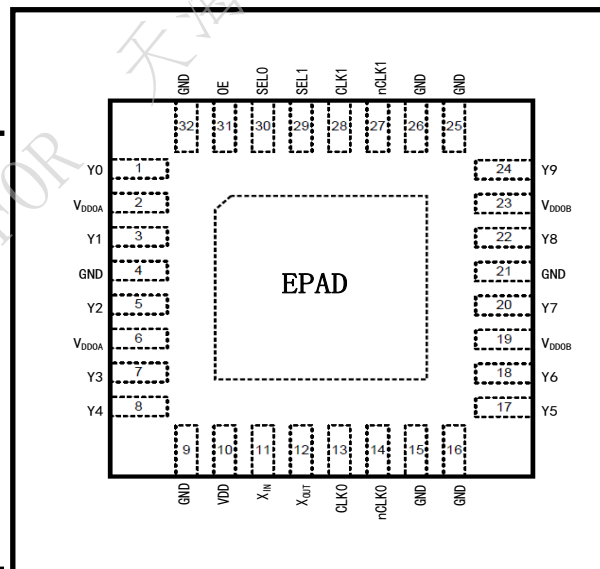 天海
TOR
GND OE SEL0 SEL1 CLK1 nCLK1 GND GND
32 31 30 29 28 27 26 25
Y0 1 24 Y9
VDDOA 2 23 VDDOB
Y1 3 22 Y8
GND 4 21 GND
EPAD
Y2 5 20 Y7
VDDOA 6 19 VDDOB
Y3 7 18 Y6
Y4 8 17 Y5
9 10 11 12 13 14 15 16
GND VDD XIN XOUT CLK0 nCLK0 GND GND